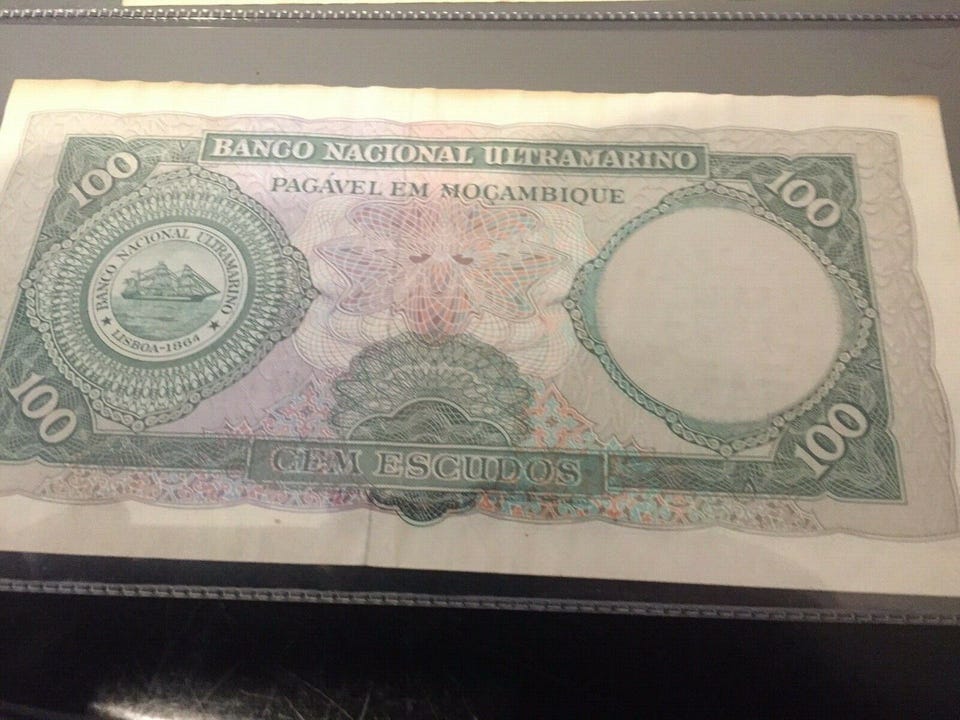 BANCO NACIONAL ULTRAMARINO
PAGÁVEL EM MOÇAMBIQUE
100
100
BANCO NACIONAL ULTRAMARINO
LISBOA-1864
100
100
CEM ESCUDOS